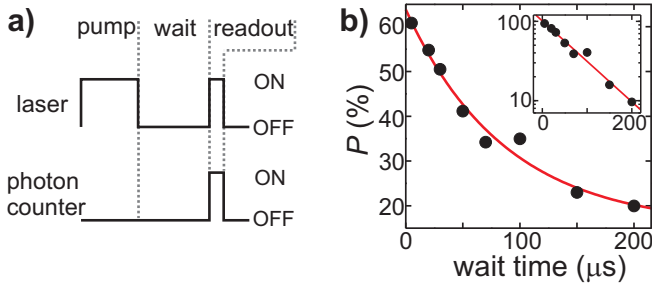 a)
pump wait readout
laser
ON
OFF
photon
counter
ON
OFF
b)
P (%)
60
50
40
30
20
0 100 200
wait time (μs)
100
10
0 100 200